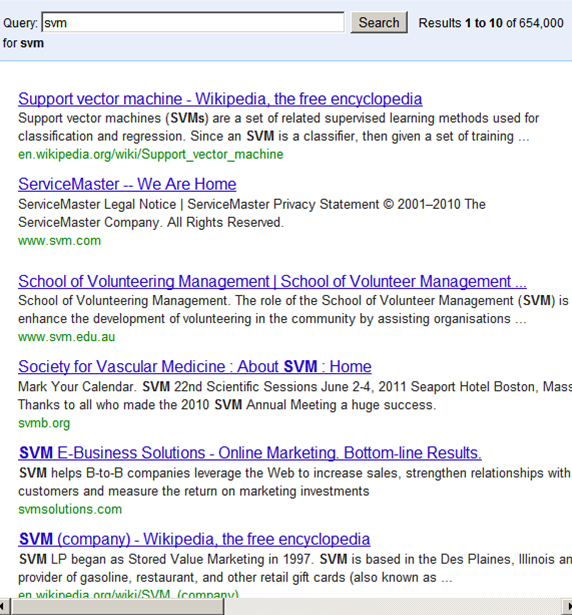 Query: svm Search Results 1 to 10 of 654,000
for svm
Support vector machine - Wikipedia, the free encyclopedia
Support vector machines (SVMs) are a set of related supervised learning methods used for
classification and regression. Since an SVM is a classifier, then given a set of training ...
en.wikipedia.org/wiki/Support_vector_machine
ServiceMaster -- We Are Home
ServiceMaster Legal Notice | ServiceMaster Privacy Statement © 2001–2010 The
ServiceMaster Company. All Rights Reserved.
www.svm.com
School of Volunteering Management | School of Volunteer Management ...
School of Volunteering Management. The role of the School of Volunteer Management (SVM) is
enhance the development of volunteering in the community by assisting organisations ...
www.svm.edu.au
Society for Vascular Medicine : About SVM : Home
Mark Your Calendar. SVM 22nd Scientific Sessions June 2-4, 2011 Seaport Hotel Boston, Mass
Thanks to all who made the 2010 SVM Annual Meeting a huge success.
svmb.org
SVM E-Business Solutions - Online Marketing. Bottom-line Results.
SVM helps B-to-B companies leverage the Web to increase sales, strengthen relationships with
customers and measure the return on marketing investments
svmsolutions.com
SVM (company) - Wikipedia, the free encyclopedia
SVM LP began as Stored Value Marketing in 1997. SVM is based in the Des Plaines, Illinois an
provider of gasoline, restaurant, and other retail gift cards (also known as ...
en.wikipedia.org/wiki/SVM_(company)